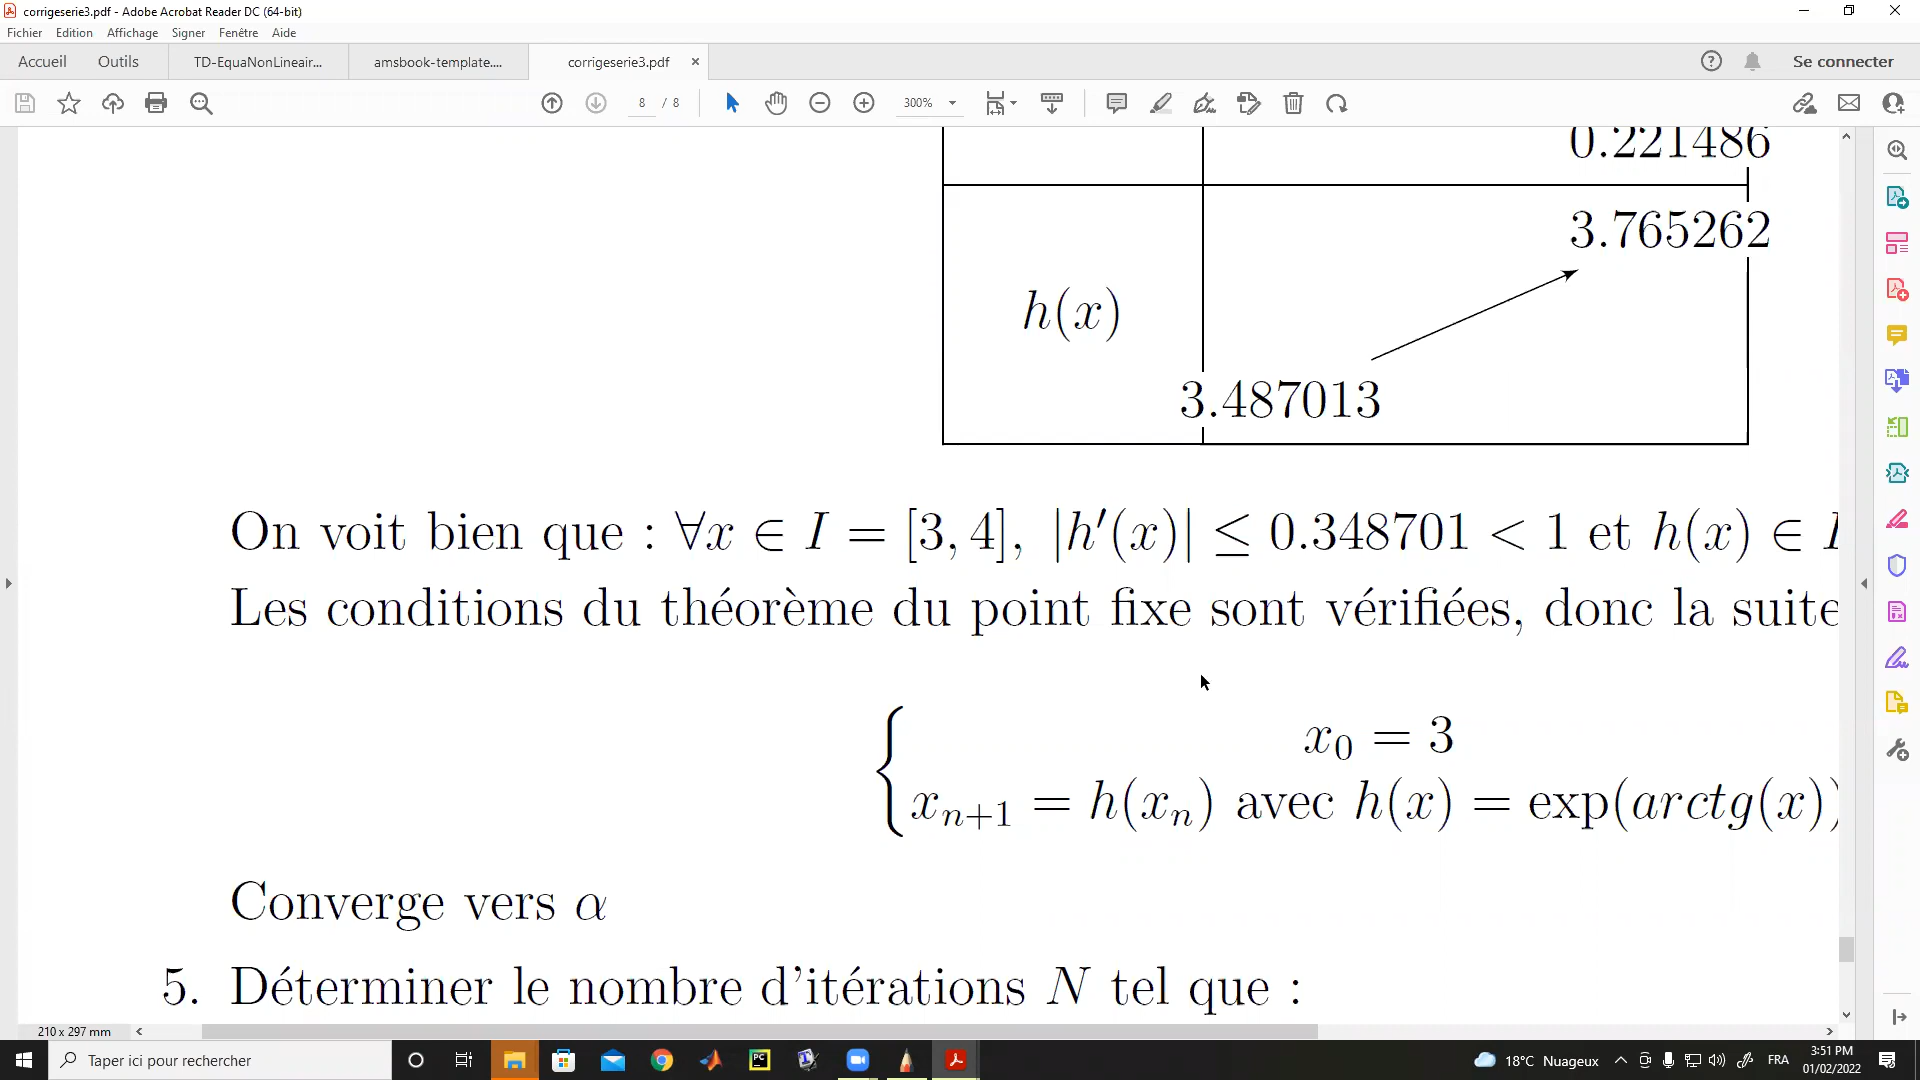 corrigeserie3.pdf - Adobe Acrobat Reader DC (64-bit)
Fichier Edition Affichage Signer Fenêtre Aide
Accueil Outils TD-EquaNonLineair... amsbook-template.... corrigeserie3.pdf × Se connecter
8 / 8 300%
0.221486
3.765262
h(x)
3.487013
On voit bien que : ∀x ∈ I = [3, 4], |h′(x)| ≤ 0.348701 < 1 et h(x) ∈ I
Les conditions du théorème du point fixe sont vérifiées, donc la suite
x₀ = 3
xₙ₊₁ = h(xₙ) avec h(x) = exp(arctg(x))
Converge vers α
5. Déterminer le nombre d'itérations N tel que :
210 x 297 mm
Taper ici pour rechercher
PC
18°C Nuageux FRA 3:51 PM
01/02/2022